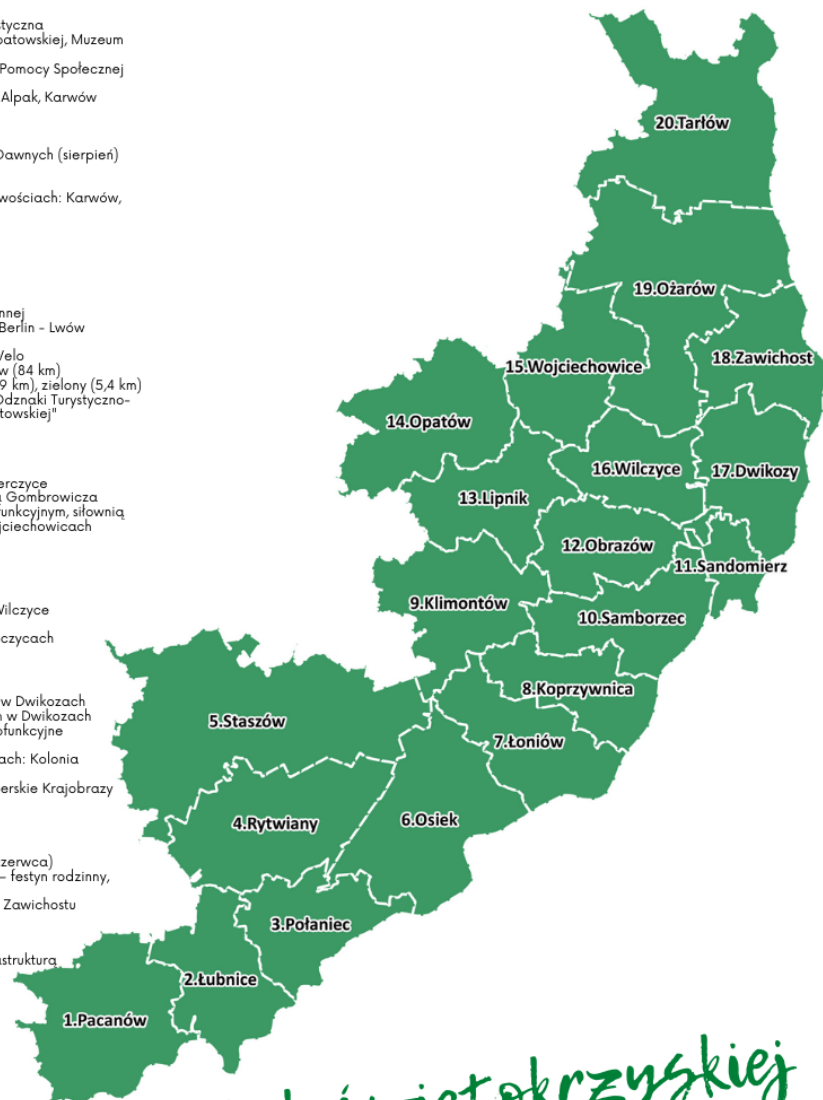 styczna
patowskiej, Muzeum
Pomocy Społecznej
Alpak, Karwów
Dawnych (sierpień)
wościach: Karwów,
nnej
Berlin - Lwów
Velo
w (84 km)
9 km), zielony (5,4 km)
Odznaki Turystyczno-
towskiej"
erczyce
a Gombrowicza
funkcyjnym, siłownią
jciechowicach
Wilczyce
czycach
w Dwikozach
n w Dwikozach
ofunkcyjne
ach: Kolonia
erskie Krajobrazy
zerwca)
– festyn rodzinny,
Zawichostu
astrukturą
20.Tarłów
19.Ożarów
18.Zawichost
15.Wojciechowice
14.Opatów
16.Wilczyce
17.Dwikozy
13.Lipnik
12.Obrazów
11.Sandomierz
9.Klimontów
10.Samborzec
8.Koprzywnica
5.Staszów
7.Łoniów
6.Osiek
4.Rytwiany
3.Połaniec
2.Łubnice
1.Pacanów
świętokrzyskiej